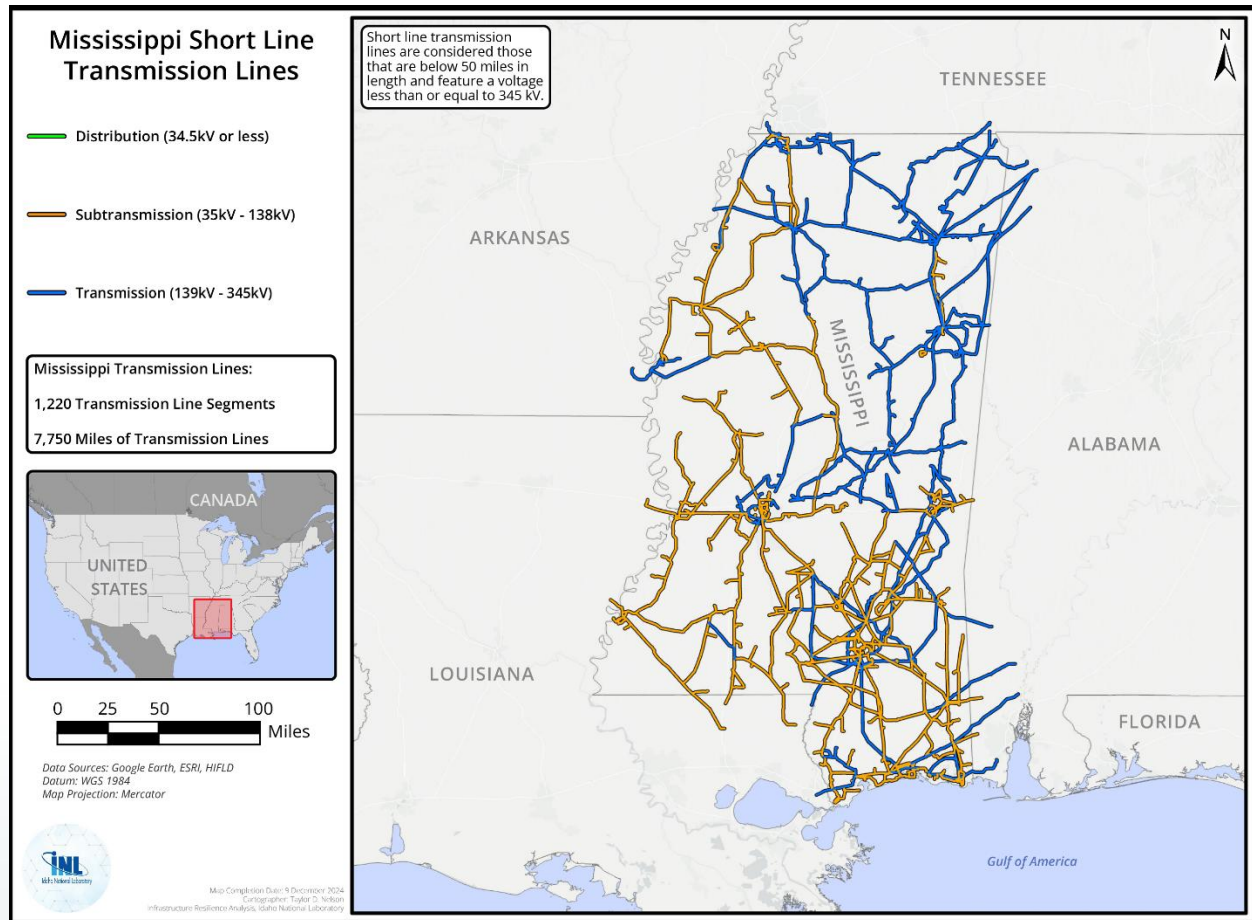 Mississippi Short Line
Transmission Lines
Distribution (34.5kV or less)
Subtransmission (35kV - 138kV)
Transmission (139kV - 345kV)
Mississippi Transmission Lines:
1,220 Transmission Line Segments
7,750 Miles of Transmission Lines
CANADA
UNITED
STATES
0 25 50 100
Miles
Data Sources: Google Earth, ESRI, HIFLD
Datum: WGS 1984
Map Projection: Mercator
INL
Idaho National Laboratory
Map Completion Date: 9 December 2024
Cartographer: Taylor D. Nelson
Infrastructure Resilience Analysis, Idaho National Laboratory
Short line transmission
lines are considered those
that are below 50 miles in
length and feature a voltage
less than or equal to 345 kV.
N
TENNESSEE
ARKANSAS
MISSISSIPPI
ALABAMA
LOUISIANA
FLORIDA
Gulf of America